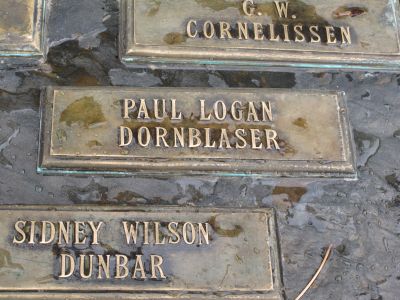 G. W.
CORNELISSEN
PAUL LOGAN
DORNBLASER
SIDNEY WILSON
DUNBAR